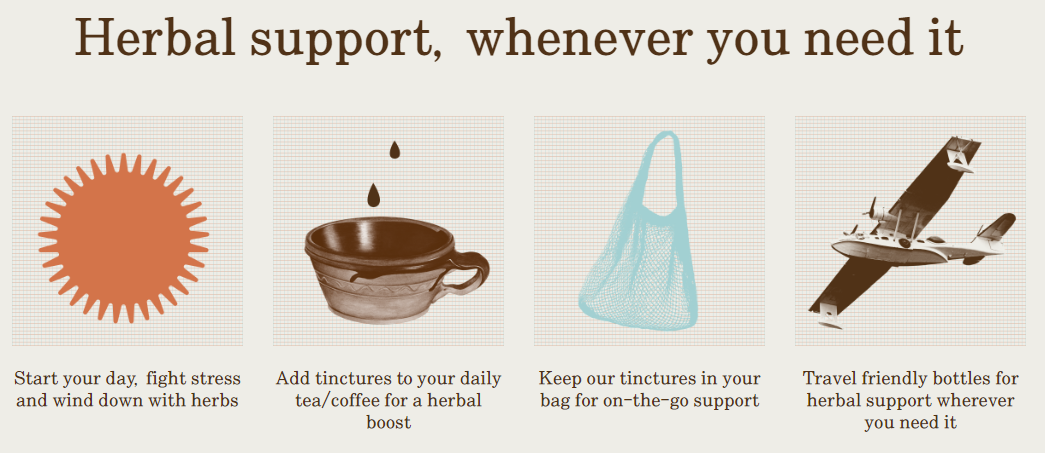 Herbal support, whenever you need it
Start your day, fight stress
and wind down with herbs
Add tinctures to your daily
tea/coffee for a herbal
boost
Keep our tinctures in your
bag for on-the-go support
Travel friendly bottles for
herbal support wherever
you need it